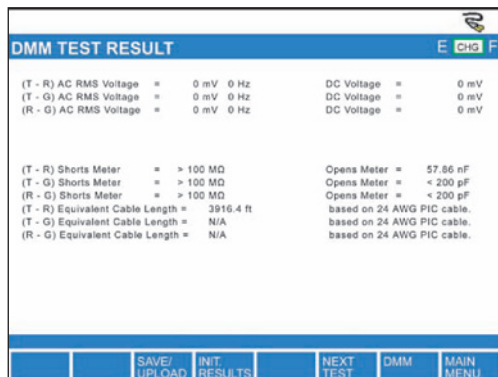 DMM TEST RESULT E CHG F
(T - R) AC RMS Voltage = 0 mV 0 Hz DC Voltage = 0 mV
(T - G) AC RMS Voltage = 0 mV 0 Hz DC Voltage = 0 mV
(R - G) AC RMS Voltage = 0 mV 0 Hz DC Voltage = 0 mV
(T - R) Shorts Meter = > 100 MΩ Opens Meter = 57.86 nF
(T - G) Shorts Meter = > 100 MΩ Opens Meter = < 200 pF
(R - G) Shorts Meter = > 100 MΩ Opens Meter = < 200 pF
(T - R) Equivalent Cable Length = 3916.4 ft based on 24 AWG PIC cable.
(T - G) Equivalent Cable Length = N/A based on 24 AWG PIC cable.
(R - G) Equivalent Cable Length = N/A based on 24 AWG PIC cable.
SAVE/ INIT. NEXT DMM MAIN
UPLOAD RESULTS TEST MENU